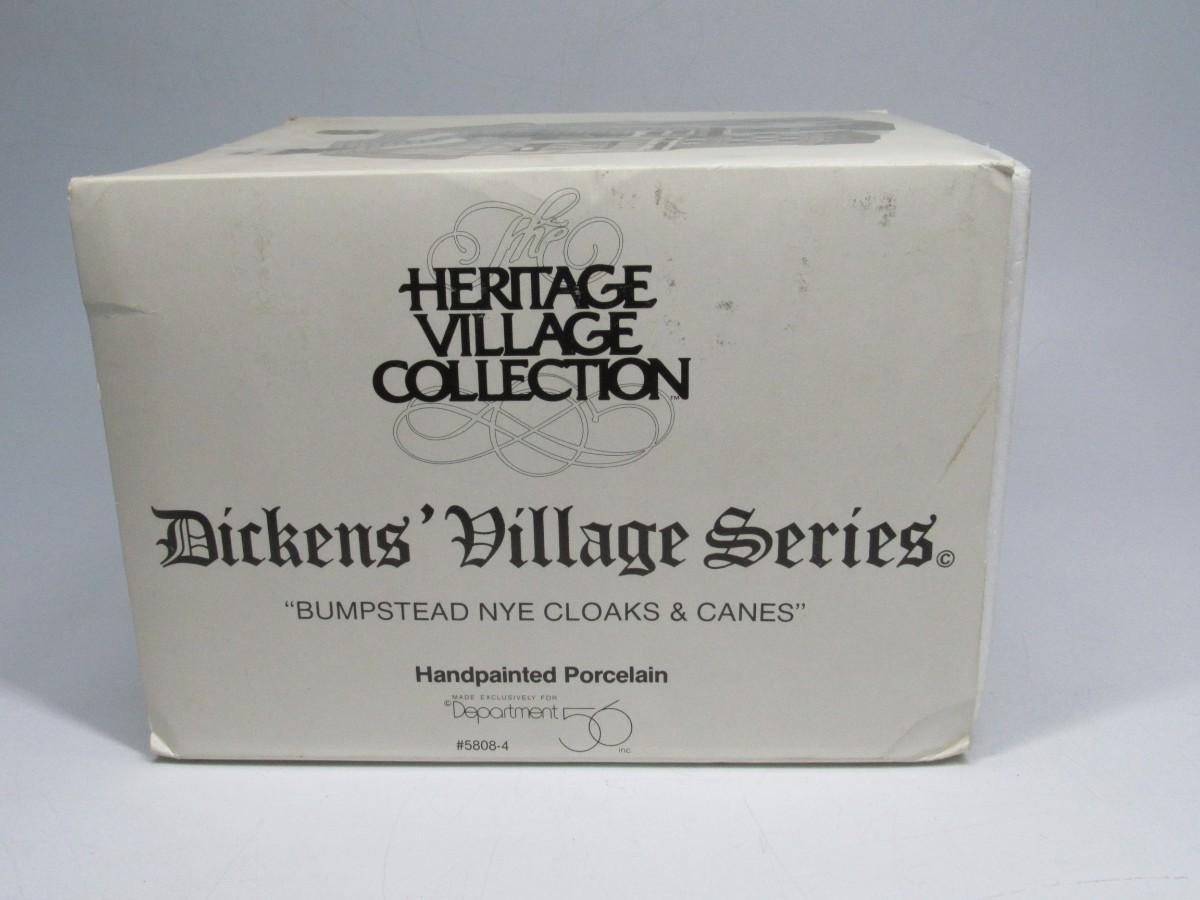 The
HERITAGE
VILLAGE
COLLECTION™
Dickens' Village Series©
“BUMPSTEAD NYE CLOAKS & CANES”
Handpainted Porcelain
MADE EXCLUSIVELY FOR
©Department 56 inc.
#5808-4